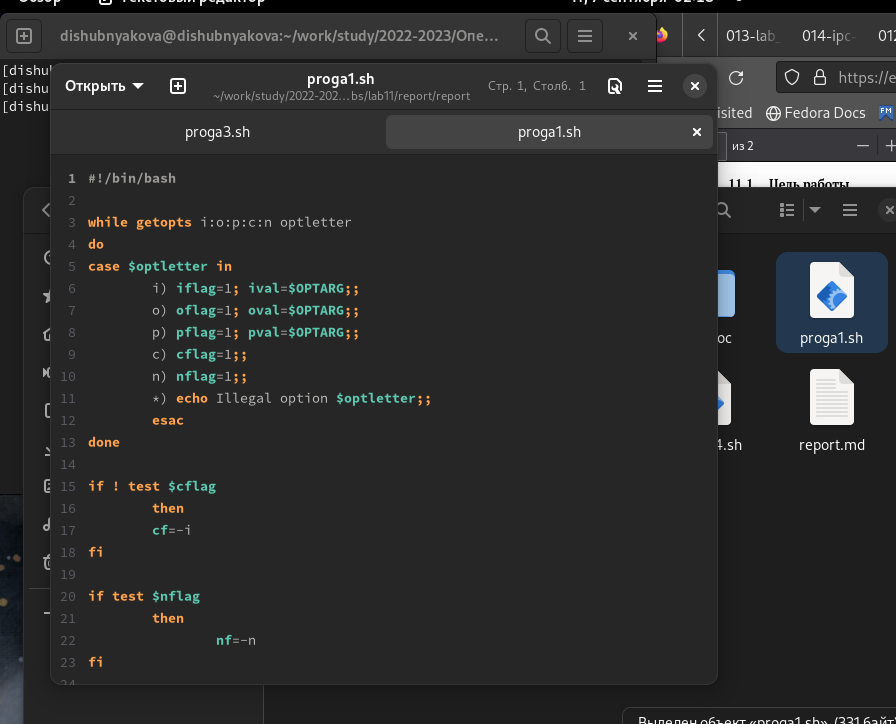 dishubnyakova@dishubnyakova:~/work/study/2022-2023/Опе...
[dishu
[dishu
[dishu
Открыть
proga1.sh
~/work/study/2022-202...bs/lab11/report/report
Стр. 1, Столб. 1
proga3.sh
proga1.sh
1 #!/bin/bash
2
3 while getopts i:o:p:c:n optletter
4 do
5 case $optletter in
6 i) iflag=1; ival=$OPTARG;;
7 o) oflag=1; oval=$OPTARG;;
8 p) pflag=1; pval=$OPTARG;;
9 c) cflag=1;;
10 n) nflag=1;;
11 *) echo Illegal option $optletter;;
12 esac
13 done
14
15 if ! test $cflag
16 then
17 cf=-i
18 fi
19
20 if test $nflag
21 then
22 nf=-n
23 fi
24
013-lab_
014-ipc-
012
https://e
isited
Fedora Docs
FM
из 2
11.1 Цель работы
oc
proga1.sh
4.sh
report.md
Выделен объект «proga1.sh» (331 байт